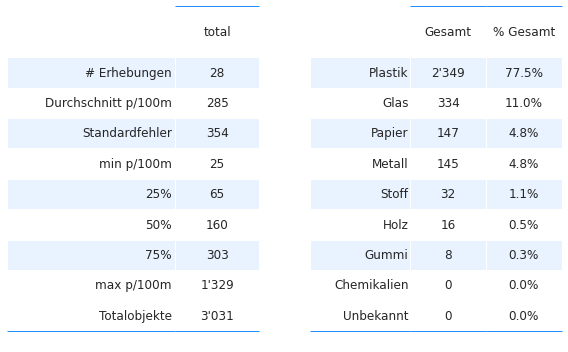 total
# Erhebungen 28
Durchschnitt p/100m 285
Standardfehler 354
min p/100m 25
25% 65
50% 160
75% 303
max p/100m 1'329
Totalobjekte 3'031
Gesamt % Gesamt
Plastik 2'349 77.5%
Glas 334 11.0%
Papier 147 4.8%
Metall 145 4.8%
Stoff 32 1.1%
Holz 16 0.5%
Gummi 8 0.3%
Chemikalien 0 0.0%
Unbekannt 0 0.0%